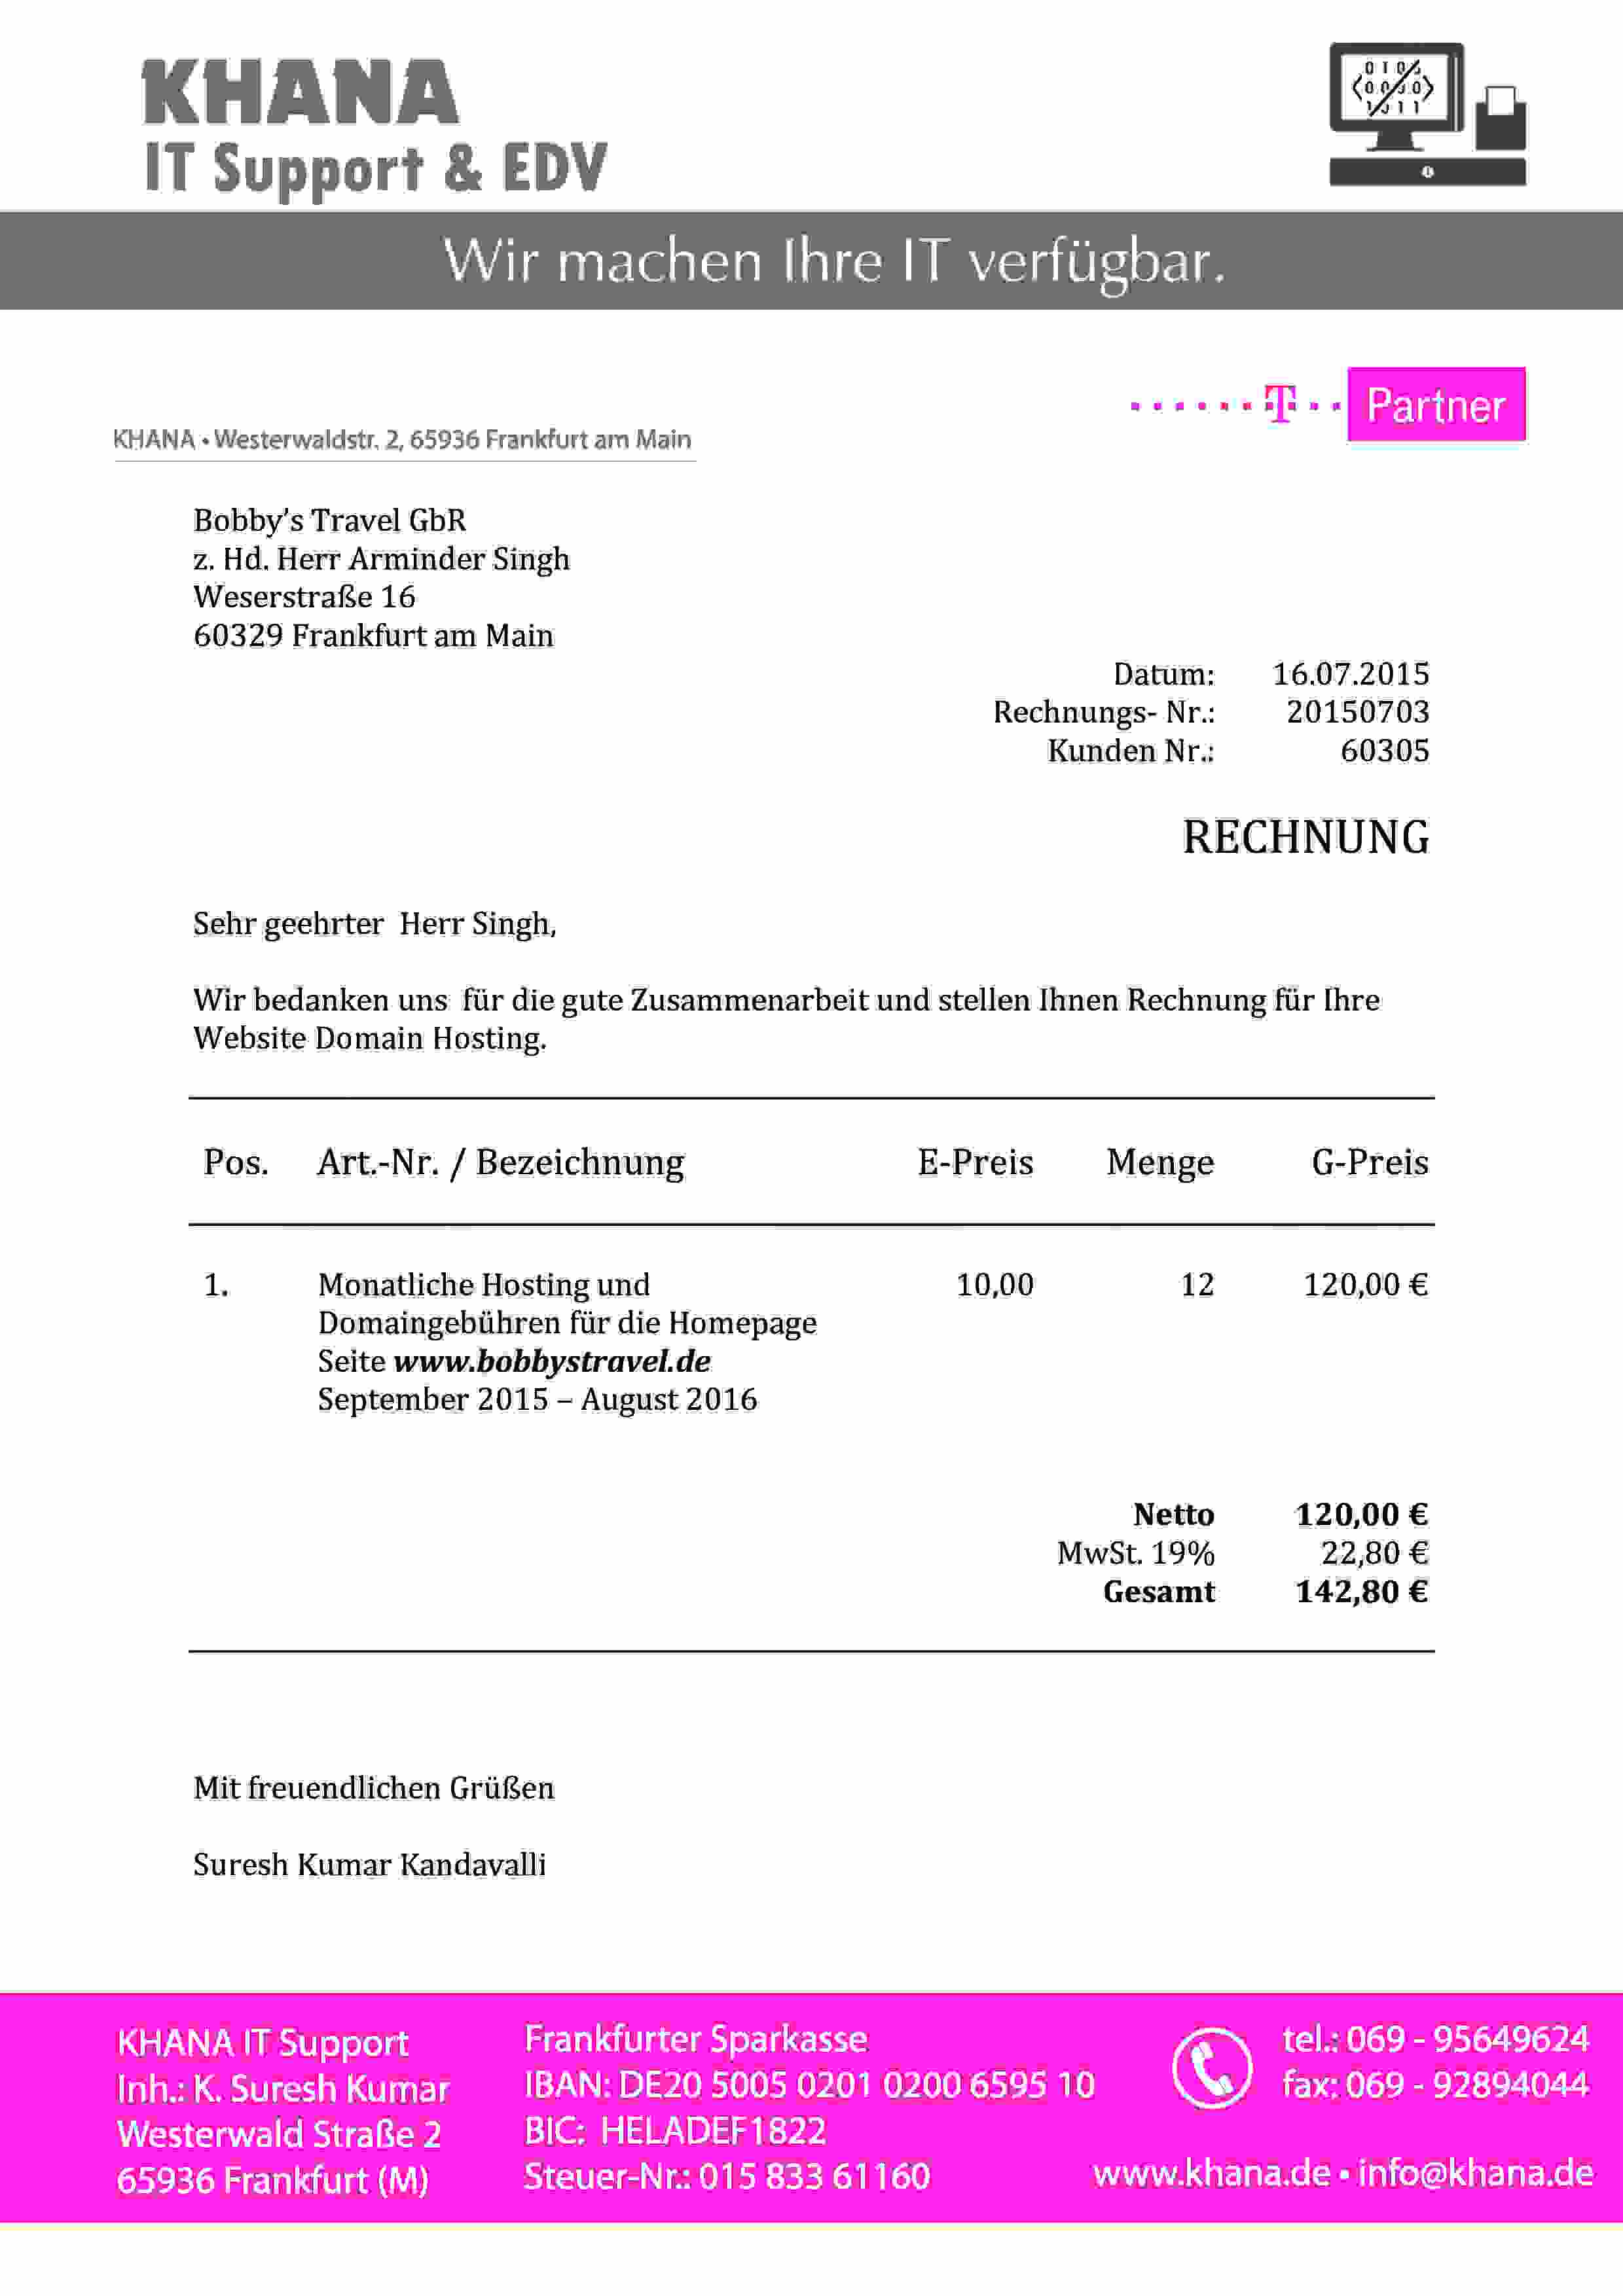 KHANA
IT Support & EDV
Wir machen Ihre IT verfügbar.
T Partner
KHANA • Westerwaldstr. 2, 65936 Frankfurt am Main
Bobby's Travel GbR
z. Hd. Herr Arminder Singh
Weserstraße 16
60329 Frankfurt am Main
Datum: 16.07.2015
Rechnungs- Nr.: 20150703
Kunden Nr.: 60305
RECHNUNG
Sehr geehrter Herr Singh,
Wir bedanken uns für die gute Zusammenarbeit und stellen Ihnen Rechnung für Ihre
Website Domain Hosting.
Pos. Art.-Nr. / Bezeichnung E-Preis Menge G-Preis
1. Monatliche Hosting und 10,00 12 120,00 €
Domaingebühren für die Homepage
Seite www.bobbystravel.de
September 2015 – August 2016
Netto 120,00 €
MwSt. 19% 22,80 €
Gesamt 142,80 €
Mit freuendlichen Grüßen
Suresh Kumar Kandavalli
KHANA IT Support
Inh.: K. Suresh Kumar
Westerwald Straße 2
65936 Frankfurt (M)
Frankfurter Sparkasse
IBAN: DE20 5005 0201 0200 6595 10
BIC: HELADEF1822
Steuer-Nr.: 015 833 61160
tel.: 069 - 95649624
fax: 069 - 92894044
www.khana.de • info@khana.de